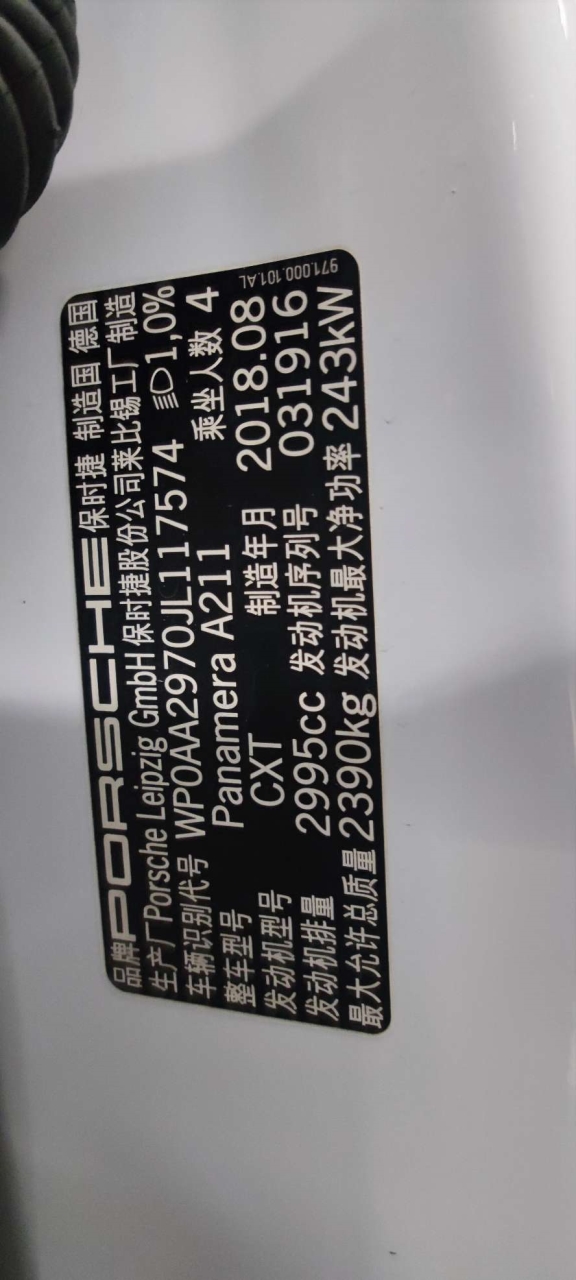 971.000.101.AL
品牌 PORSCHE 保时捷 制造国 德国
生产厂 Porsche Leipzig GmbH 保时捷股份公司莱比锡工厂制造
车辆识别代号 WP0AA2970JL117574 1,0%
整车型号 Panamera A211 乘坐人数 4
发动机型号 CXT 制造年月 2018.08
发动机排量 2995cc 发动机序列号 031916
最大允许总质量 2390kg 发动机最大净功率 243kW